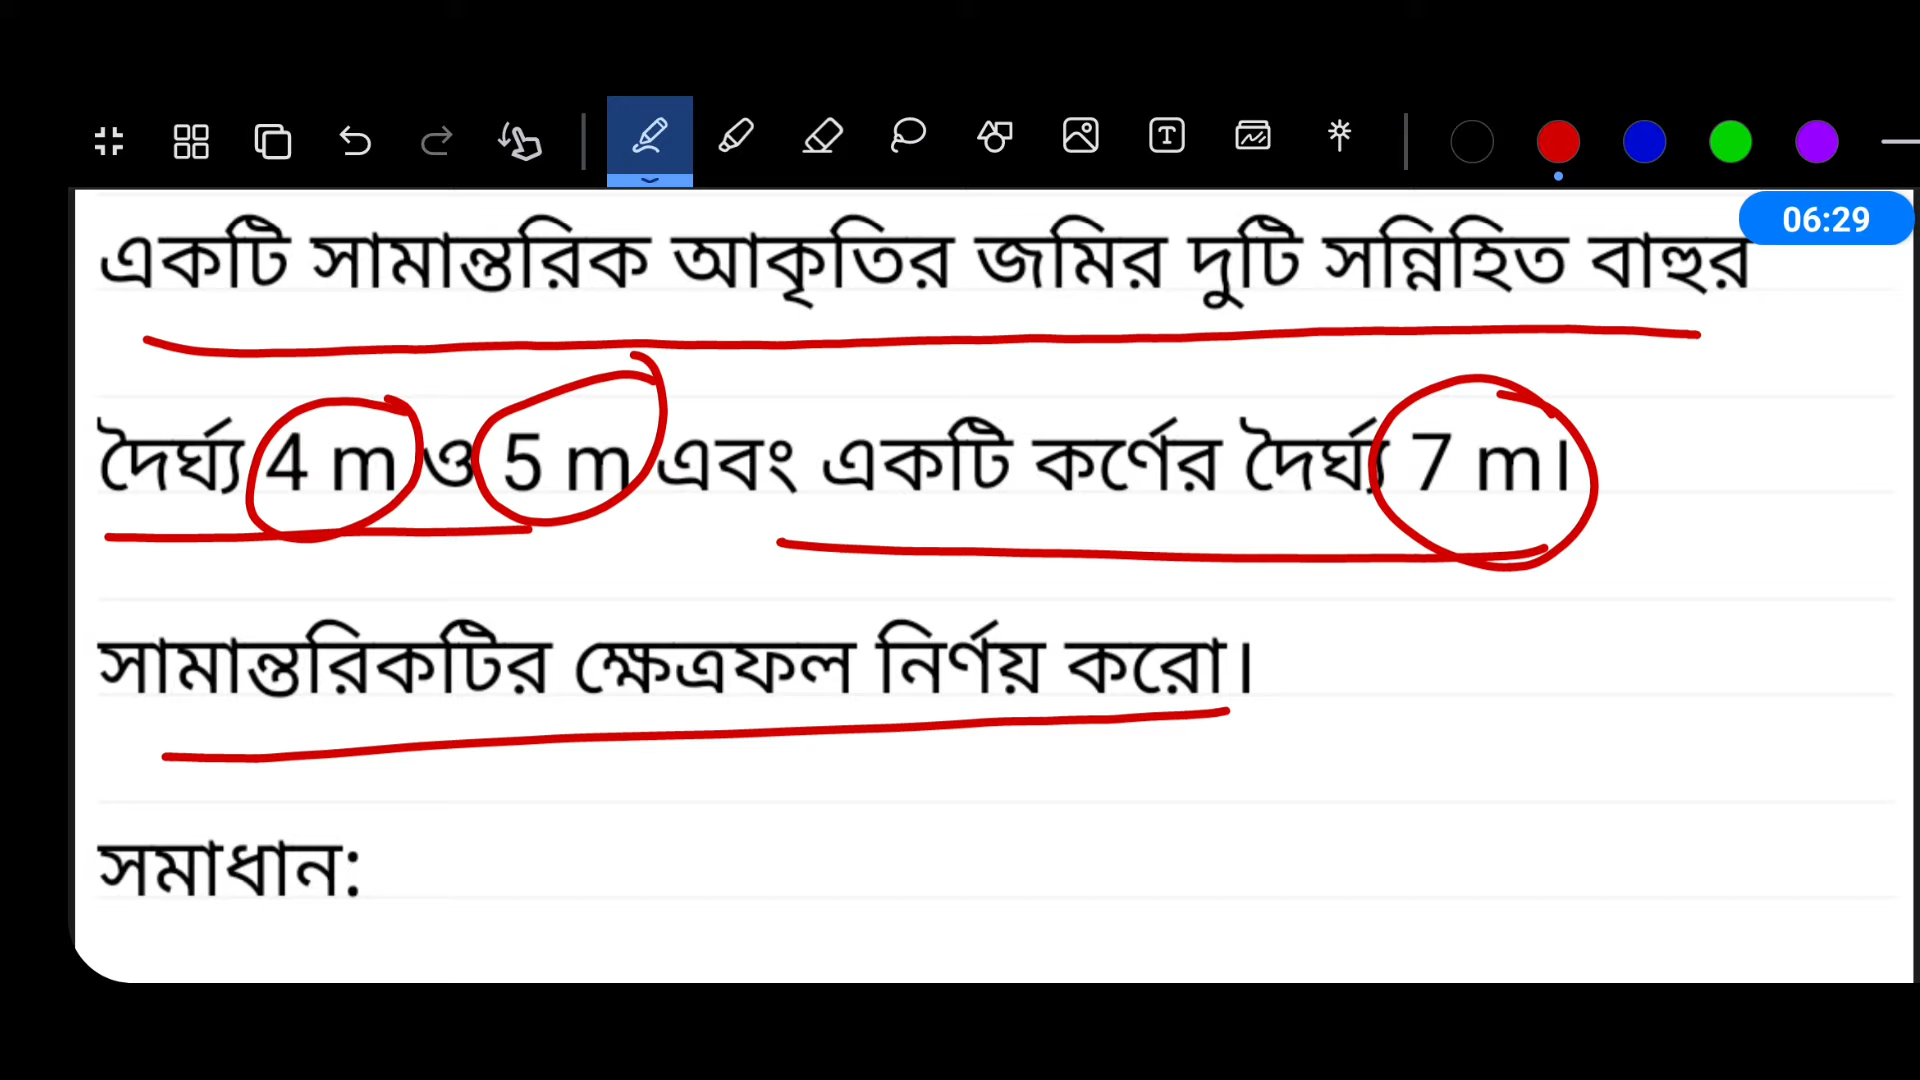 06:29
একটি সামান্তরিক আকৃতির জমির দুটি সন্নিহিত বাহুর
দৈর্ঘ্য 4 m ও 5 m এবং একটি কর্ণের দৈর্ঘ্য 7 m।
সামান্তরিকটির ক্ষেত্রফল নির্ণয় করো।
সমাধান: